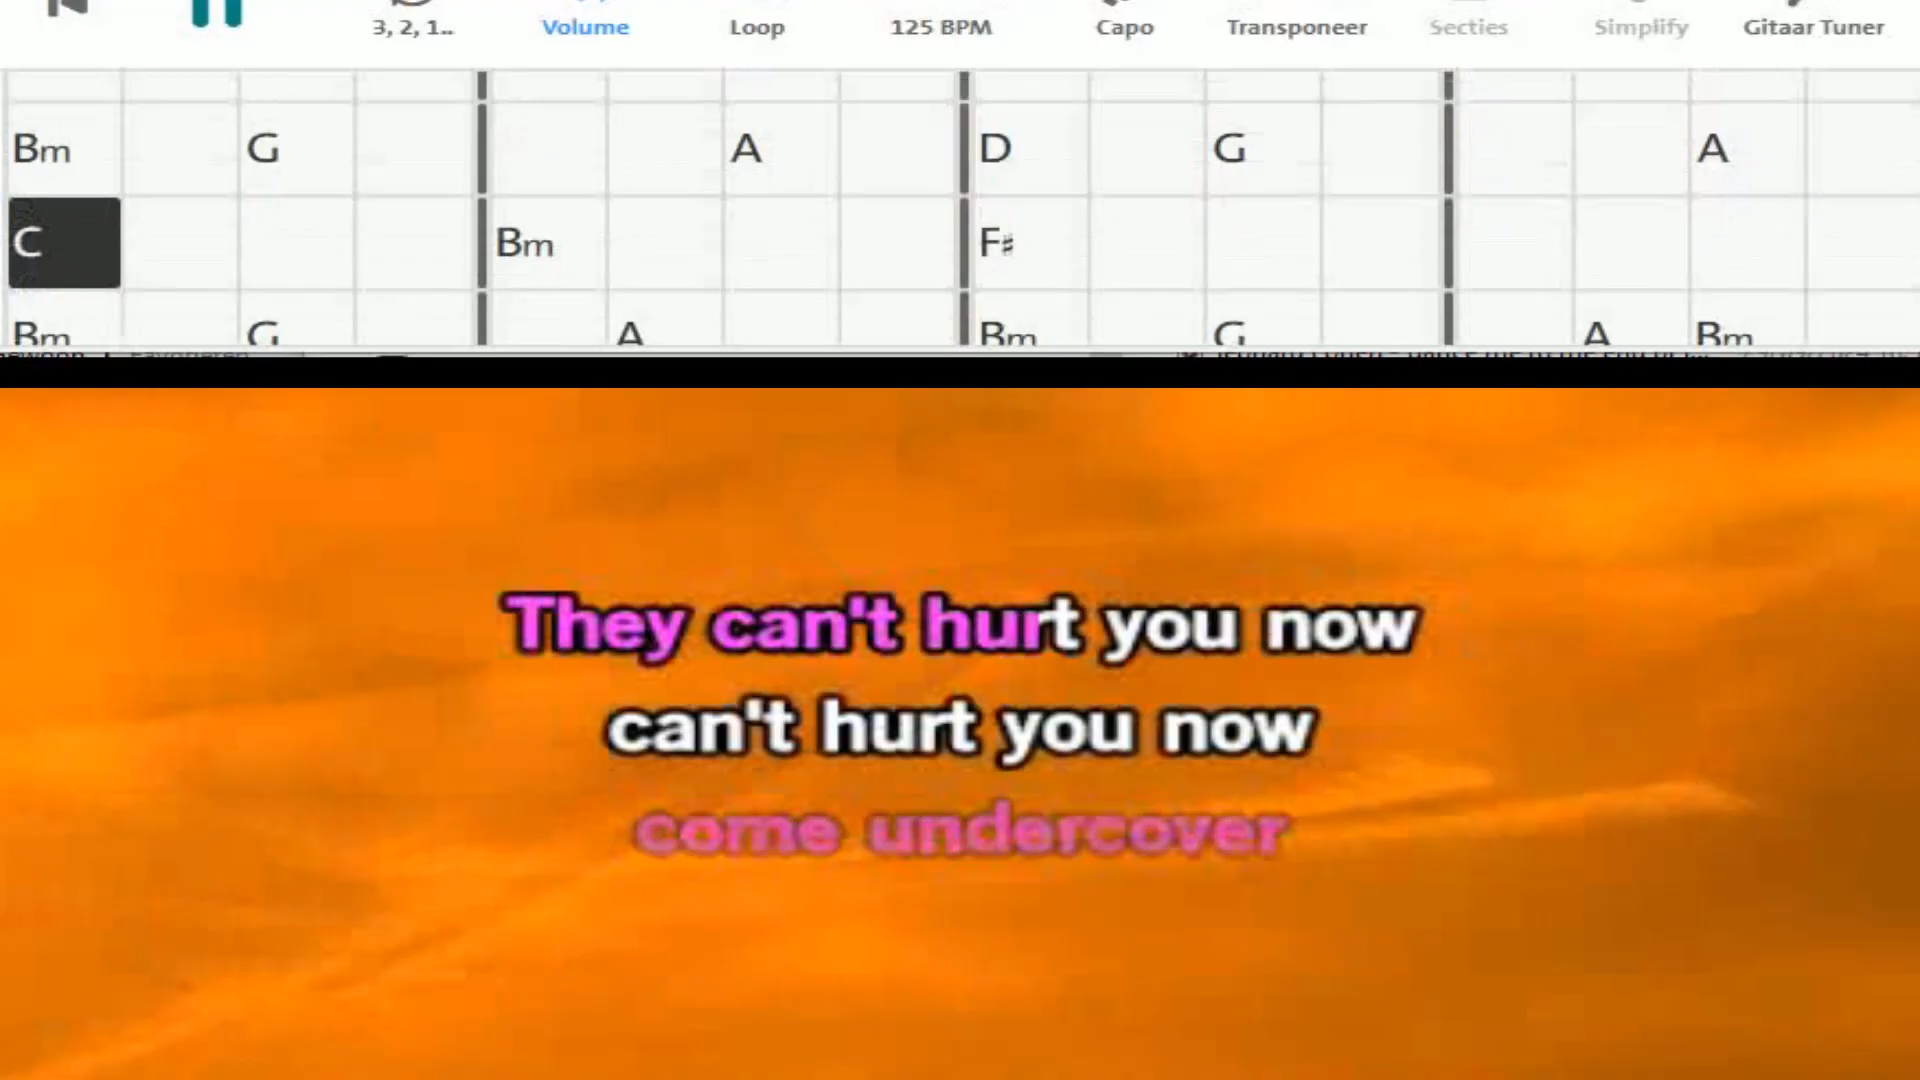 3, 2, 1.. Volume Loop 125 BPM Capo Transponeer Secties Simplify Gitaar Tuner
Bm G A D G A
C Bm F♯
Bm G A Bm G A Bm
They can't hurt you now
can't hurt you now
come undercover